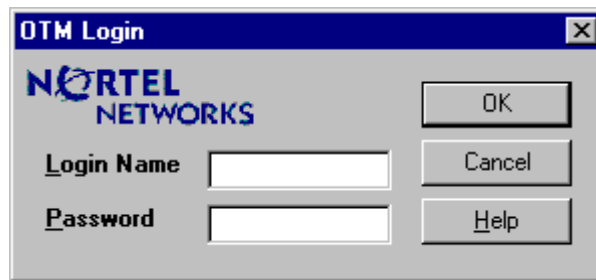 OTM Login
NORTEL
NETWORKS
OK
Login Name
Cancel
Password
Help